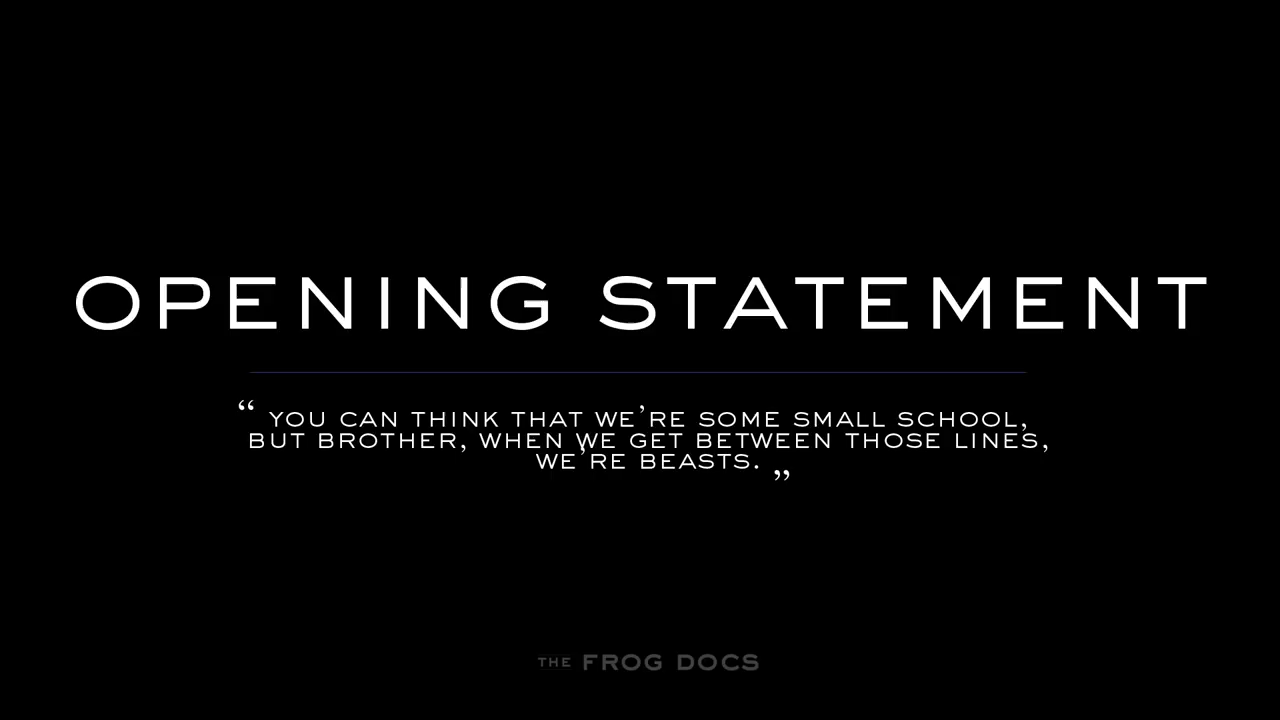 OPENING STATEMENT
“ YOU CAN THINK THAT WE’RE SOME SMALL SCHOOL,
BUT BROTHER, WHEN WE GET BETWEEN THOSE LINES,
WE’RE BEASTS. ”
THE FROG DOCS